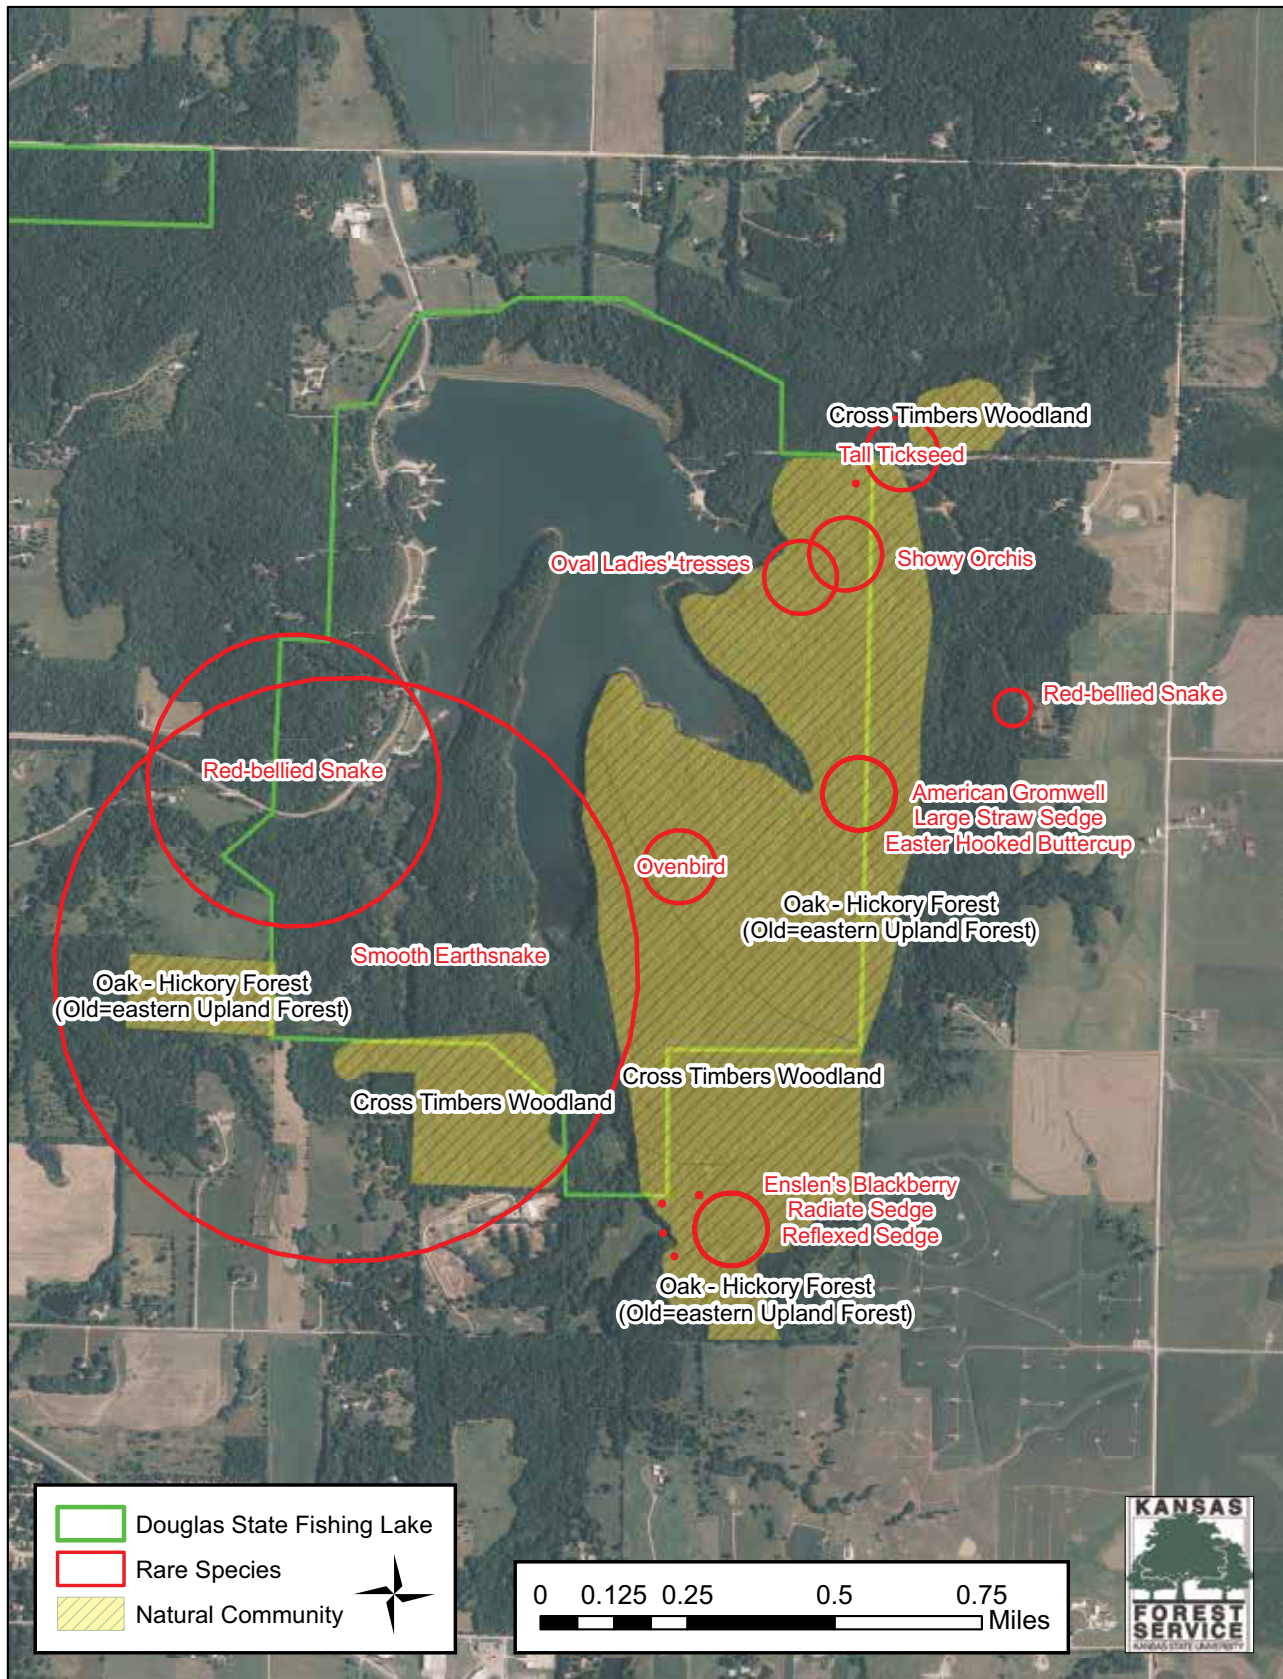 Cross Timbers Woodland
Tall Tickseed
Oval Ladies'-tresses
Showy Orchis
Red-bellied Snake
Red-bellied Snake
American Gromwell
Large Straw Sedge
Easter Hooked Buttercup
Ovenbird
Oak - Hickory Forest
(Old=eastern Upland Forest)
Smooth Earthsnake
Oak - Hickory Forest
(Old=eastern Upland Forest)
Cross Timbers Woodland
Cross Timbers Woodland
Enslen's Blackberry
Radiate Sedge
Reflexed Sedge
Oak - Hickory Forest
(Old=eastern Upland Forest)
Douglas State Fishing Lake
Rare Species
Natural Community
0 0.125 0.25 0.5 0.75
Miles
KANSAS
FOREST
SERVICE
KANSAS STATE UNIVERSITY